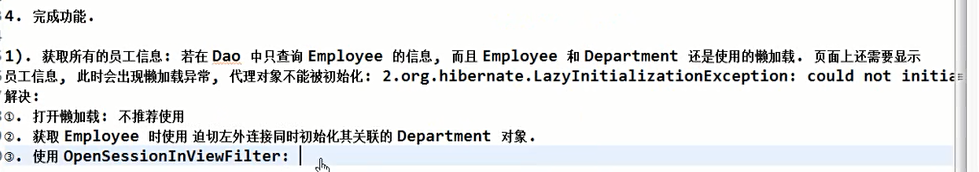 4. 完成功能.
1). 获取所有的员工信息: 若在 Dao 中只查询 Employee 的信息, 而且 Employee 和 Department 还是使用的懒加载. 页面上还需要显示
员工信息, 此时会出现懒加载异常, 代理对象不能被初始化: 2.org.hibernate.LazyInitializationException: could not initia
解决:
①. 打开懒加载: 不推荐使用
②. 获取 Employee 时使用 迫切左外连接同时初始化其关联的 Department 对象.
③. 使用 OpenSessionInViewFilter: